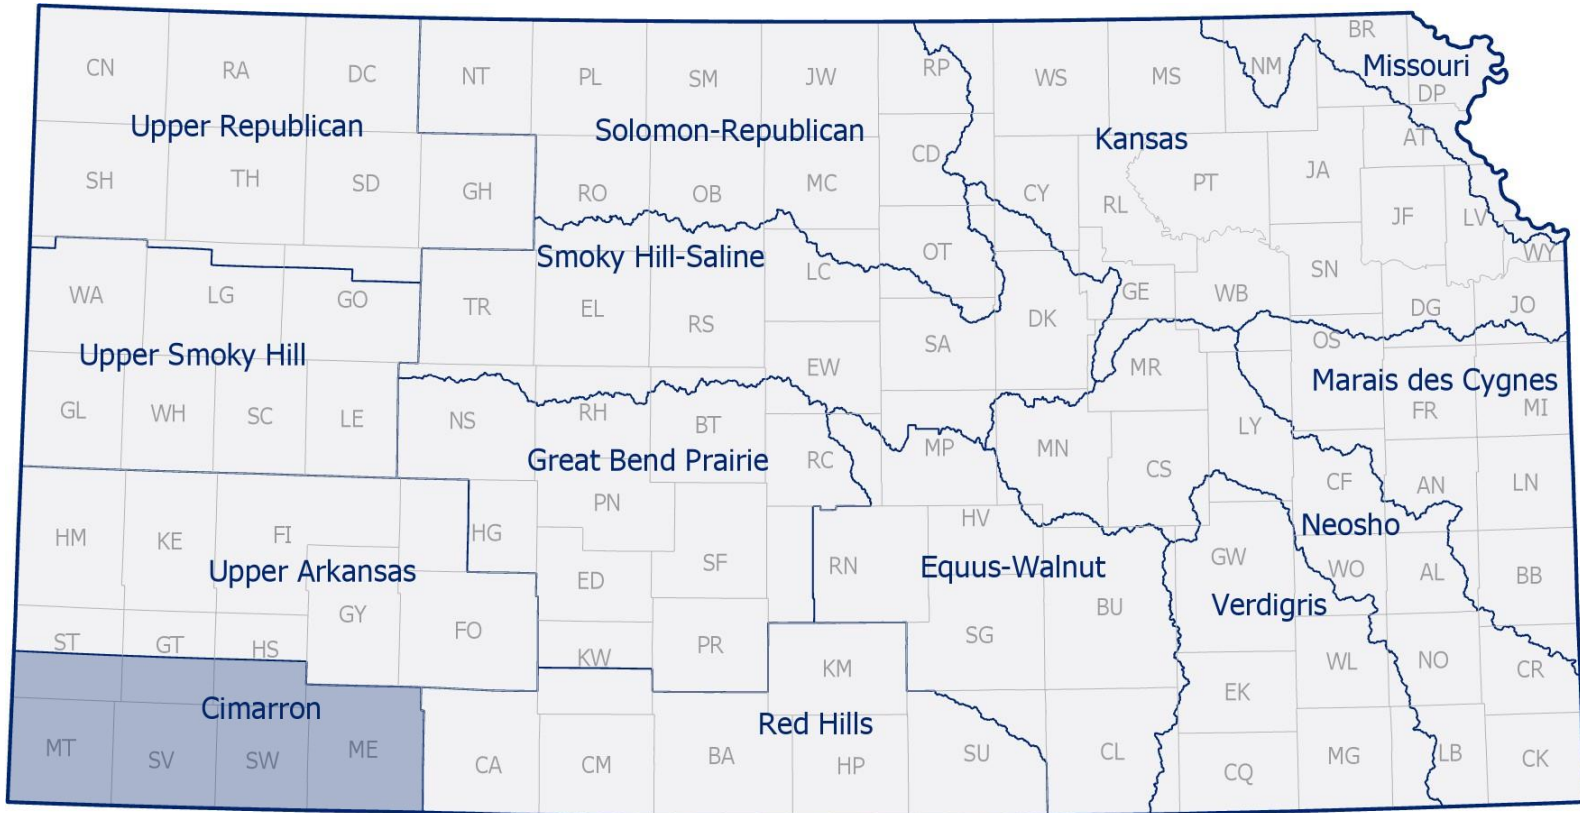 BR
CN RA DC NT PL SM JW RP WS MS NM Missouri
DP
Upper Republican Solomon-Republican Kansas AT
CD
SH TH SD GH RO OB MC CY RL PT JA JF LV
Smoky Hill-Saline LC OT SN WY
WA LG GO TR EL RS DK GE WB DG JO
Upper Smoky Hill EW SA MR OS
Marais des Cygnes
GL WH SC LE NS RH BT LY FR MI
Great Bend Prairie RC MP MN CS
CF AN LN
PN HV Neosho
HM KE FI HG
Upper Arkansas ED SF RN Equus-Walnut GW WO AL BB
GY BU Verdigris
ST GT HS FO KW PR SG KM WL NO CR
Cimarron EK
Red Hills
MT SV SW ME CA CM BA HP SU CL CQ MG LB CK